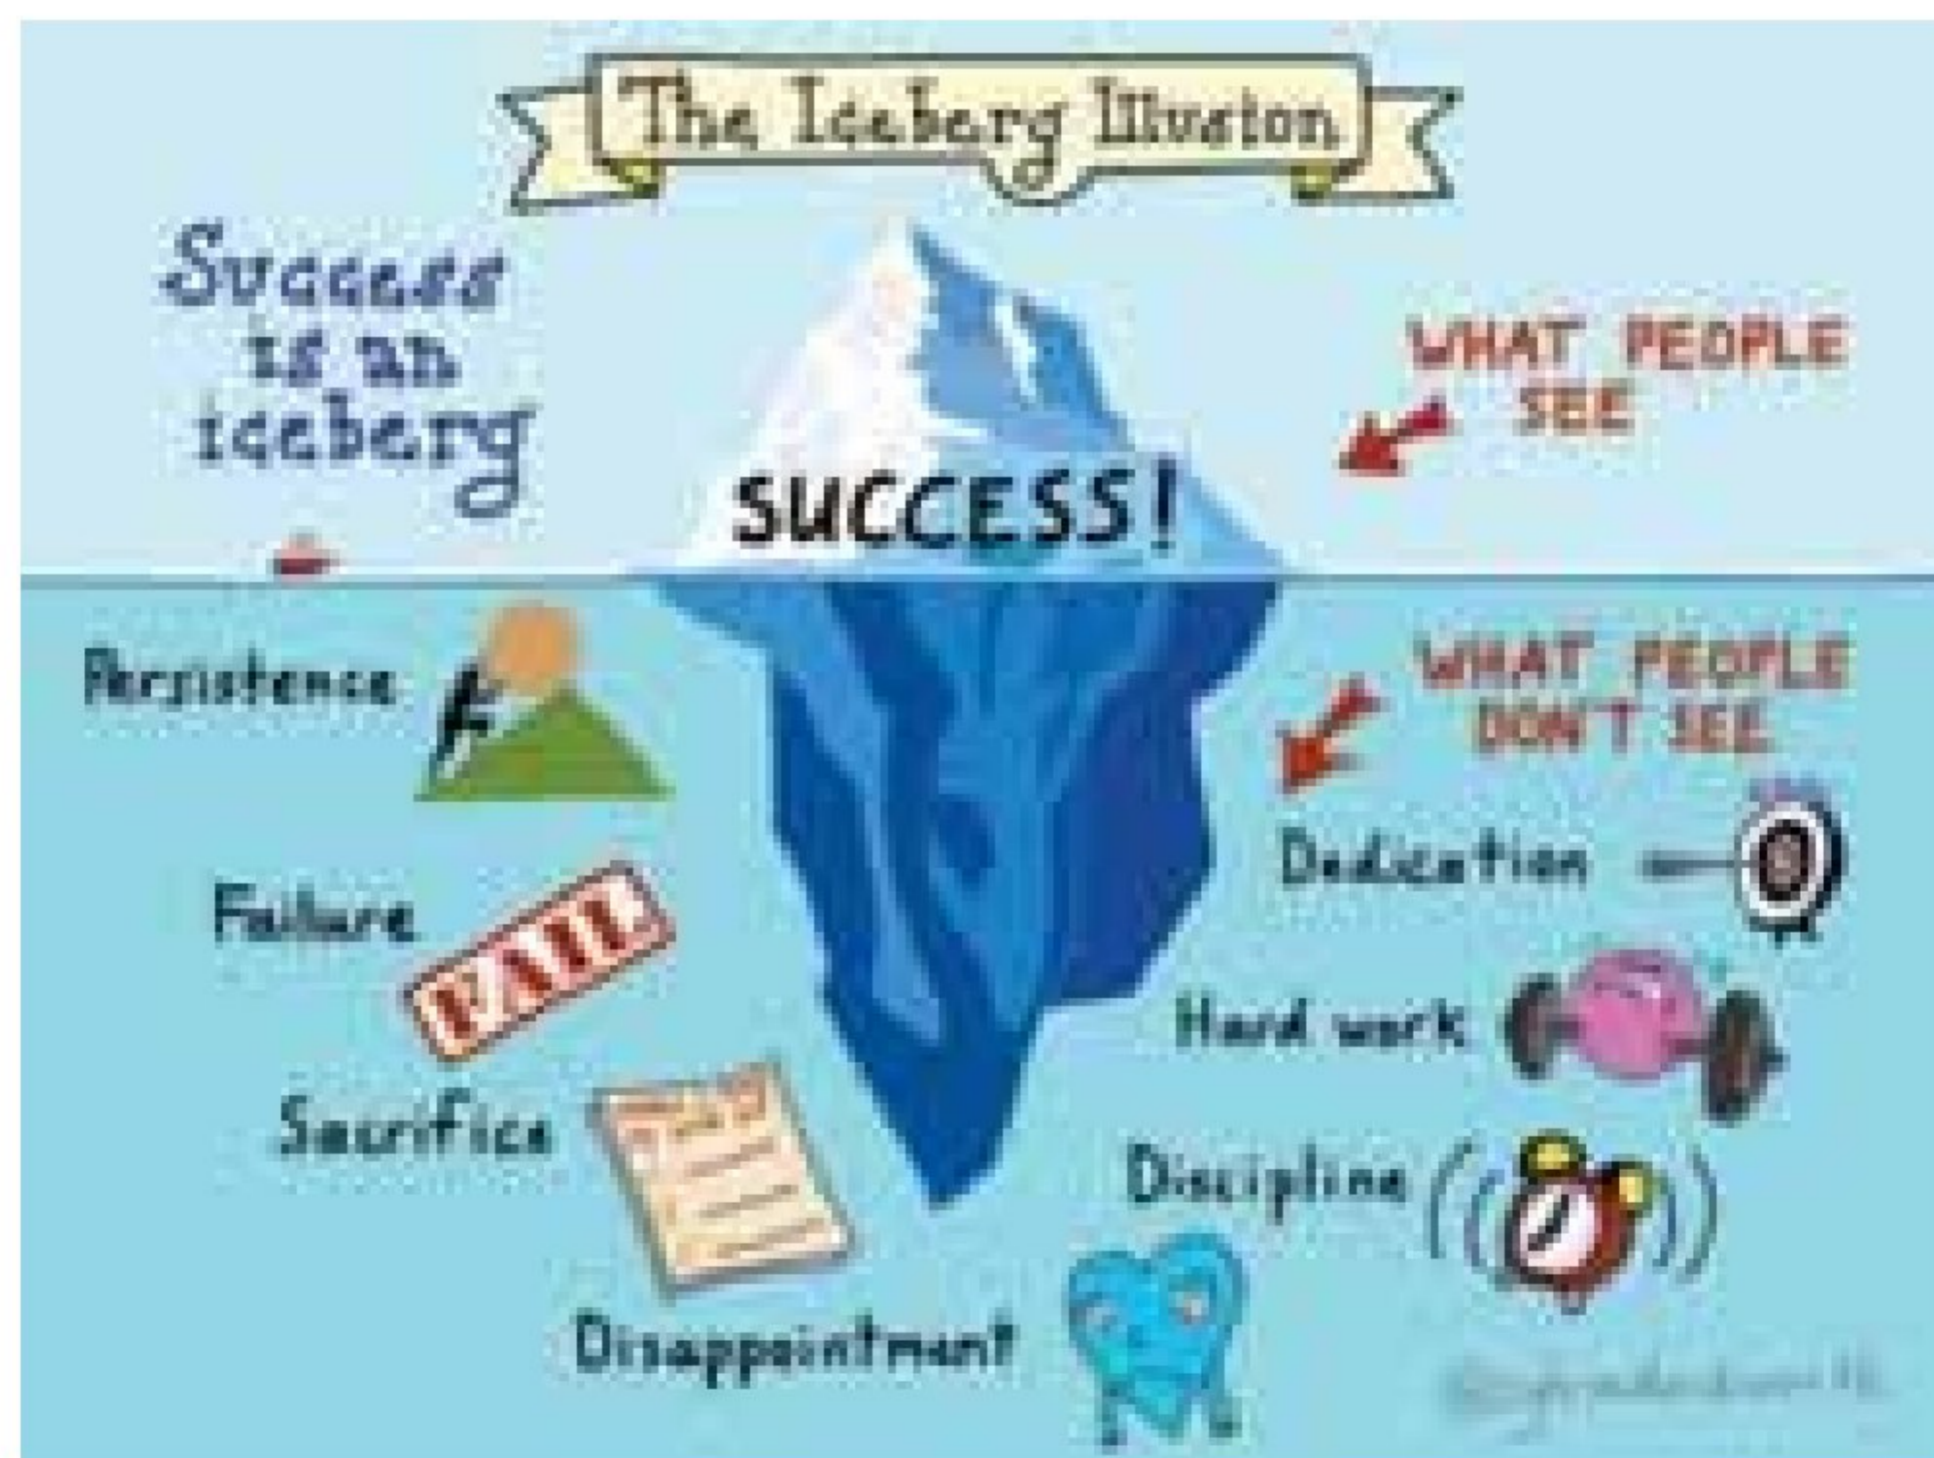 The Iceberg Illusion
Success
is an
iceberg
WHAT PEOPLE
SEE
SUCCESS!
WHAT PEOPLE
DON'T SEE
Persistence
Dedication
Failure
FAIL
Hard work
Sacrifice
Discipline
Disappointment